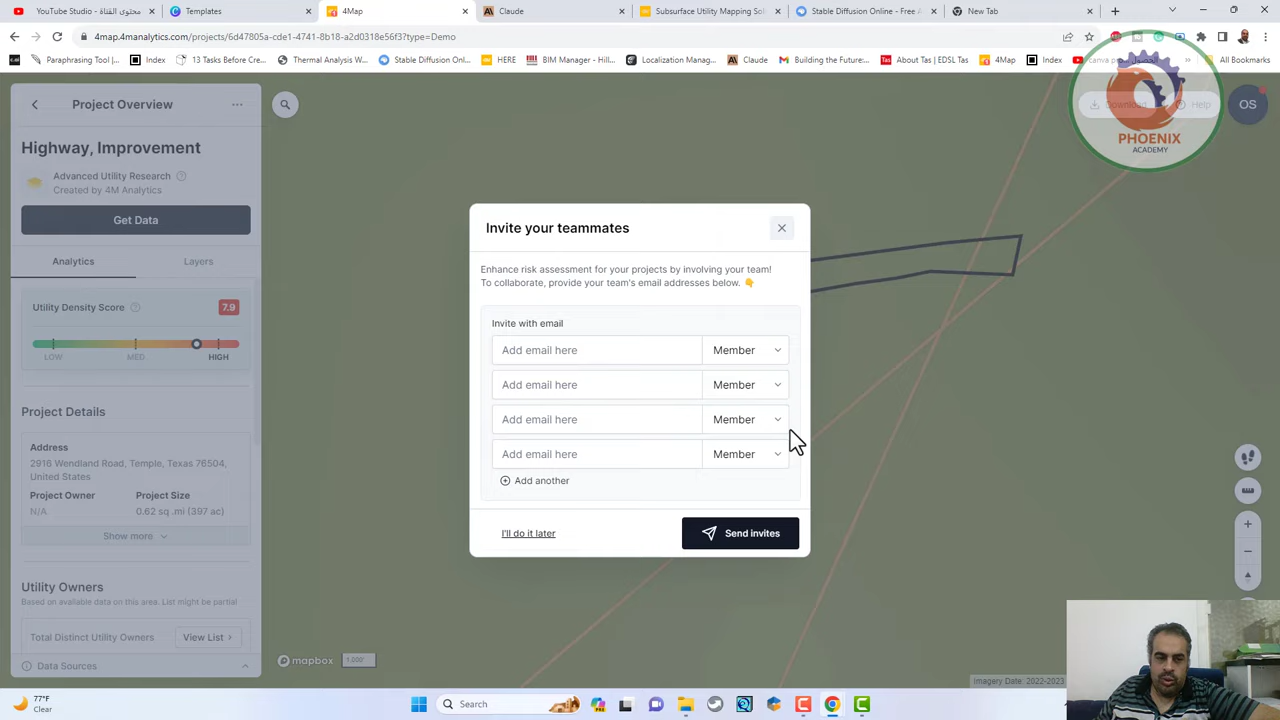 محتوى القناة - YouTube Studio
Templates
4Map
Claude
Subsurface Utility Mapping Sol
Stable Diffusion Online - Free A
New Tab
4map.4manalytics.com/projects/6d47805a-cde1-4741-8b18-a2d0318e56f3?type=Demo
Paraphrasing Tool |
Index
13 Tasks Before Cre...
Thermal Analysis W...
Stable Diffusion Onl...
HERE
BIM Manager - Hill...
Localization Manag...
Claude
Building the Future:...
About Tas | EDSL Tas
4Map
Index
All Bookmarks
Project Overview
Download
Help
OS
PHOENIX
ACADEMY
Highway, Improvement
Advanced Utility Research
Created by 4M Analytics
Get Data
Analytics
Layers
Utility Density Score
7.9
LOW
MED
HIGH
Project Details
Address
2916 Wendland Road, Temple, Texas 76504,
United States
Project Owner
Project Size
N/A
0.62 sq .mi (397 ac)
Show more
Utility Owners
Based on available data on this area. List might be partial
Total Distinct Utility Owners
View List >
Data Sources
Invite your teammates
Enhance risk assessment for your projects by involving your team!
To collaborate, provide your team's email addresses below. 👇
Invite with email
Add email here
Member
Add email here
Member
Add email here
Member
Add email here
Member
Add another
I'll do it later
Send invites
mapbox
1,000'
Imagery Date: 2022-2023
77°F
Clear
Search